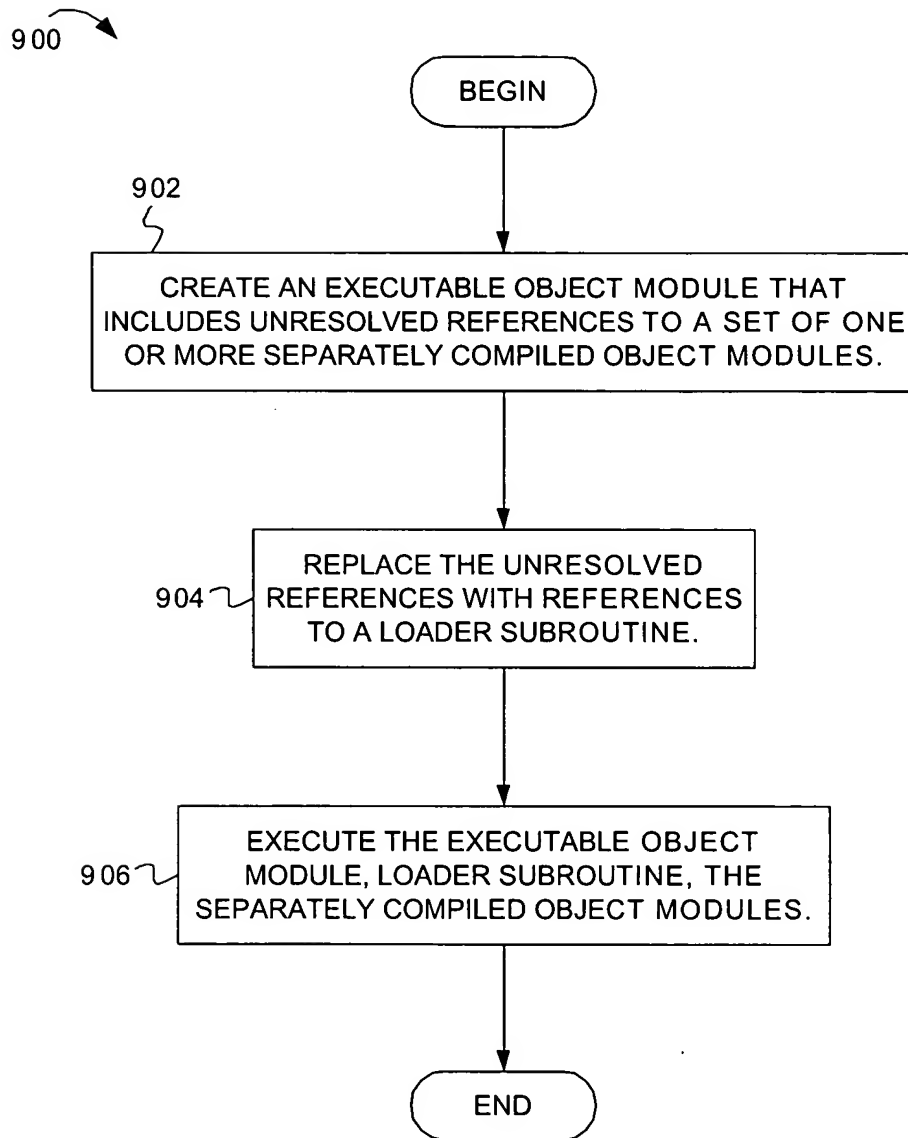 900
BEGIN
902
CREATE AN EXECUTABLE OBJECT MODULE THAT
INCLUDES UNRESOLVED REFERENCES TO A SET OF ONE
OR MORE SEPARATELY COMPILED OBJECT MODULES.
904
REPLACE THE UNRESOLVED
REFERENCES WITH REFERENCES
TO A LOADER SUBROUTINE.
906
EXECUTE THE EXECUTABLE OBJECT
MODULE, LOADER SUBROUTINE, THE
SEPARATELY COMPILED OBJECT MODULES.
END